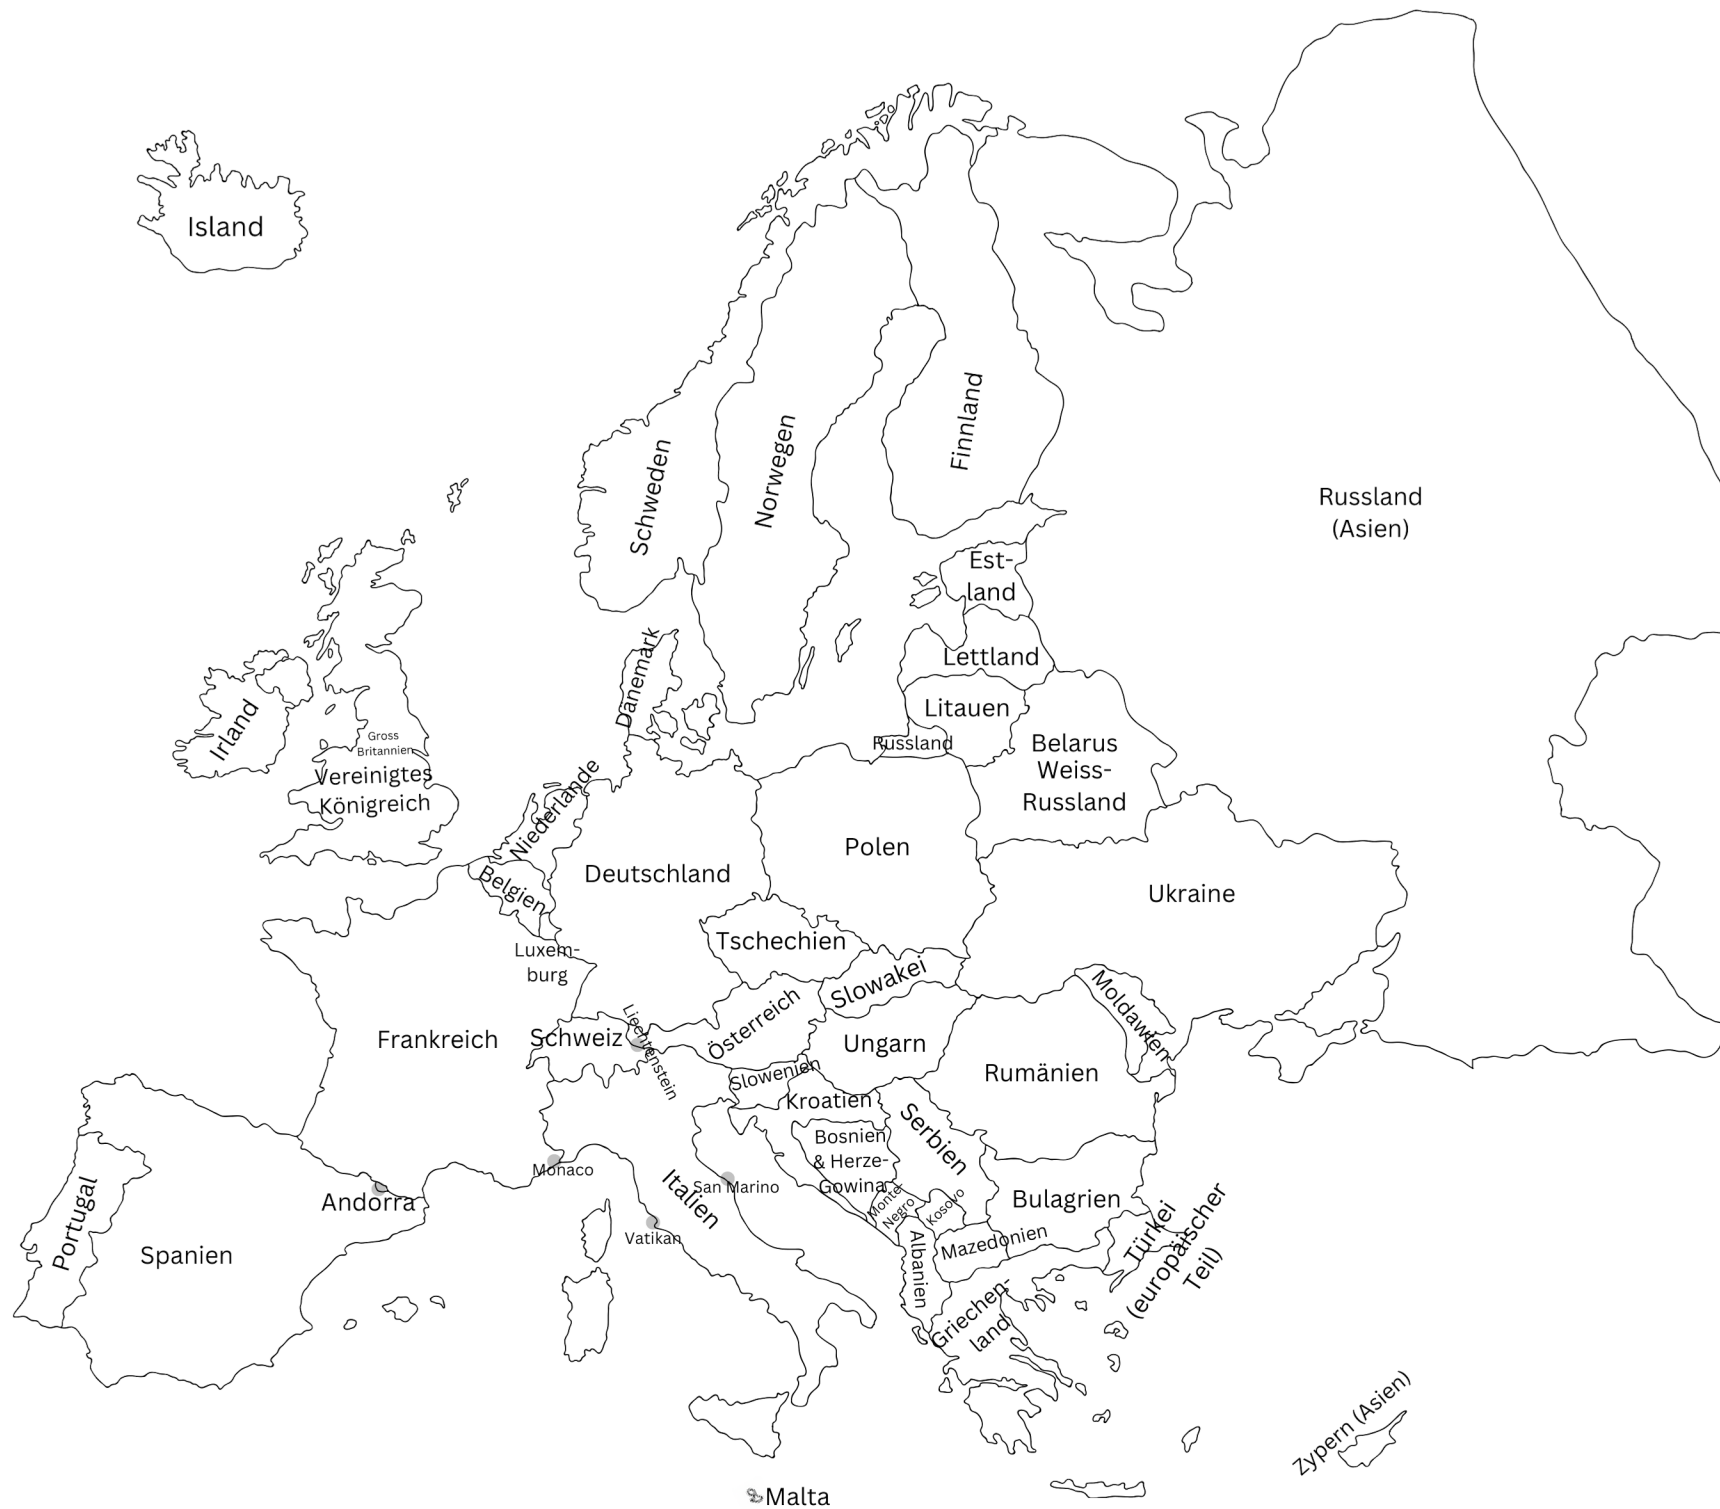 Island
Finnland
Norwegen
Schweden
Russland
(Asien)
Est-
land
Lettland
Litauen
Russland
Dänemark
Irland
Gross
Britannien
Vereinigtes
Königreich
Belarus
Weiss-
Russland
Niederlande
Belgien
Deutschland
Polen
Ukraine
Luxem-
burg
Tschechien
Slowakei
Frankreich
Schweiz
Liechtenstein
Österreich
Ungarn
Moldawien
Slowenien
Rumänien
Kroatien
Serbien
Bosnien
& Herze-
Gowina
Monte-
Negro
Kosovo
Monaco
San Marino
Italien
Vatikan
Andorra
Portugal
Spanien
Bulagrien
Mazedonien
Albanien
Griechen-
land
Türkei
(europäischer
Teil)
Zypern (Asien)
Malta